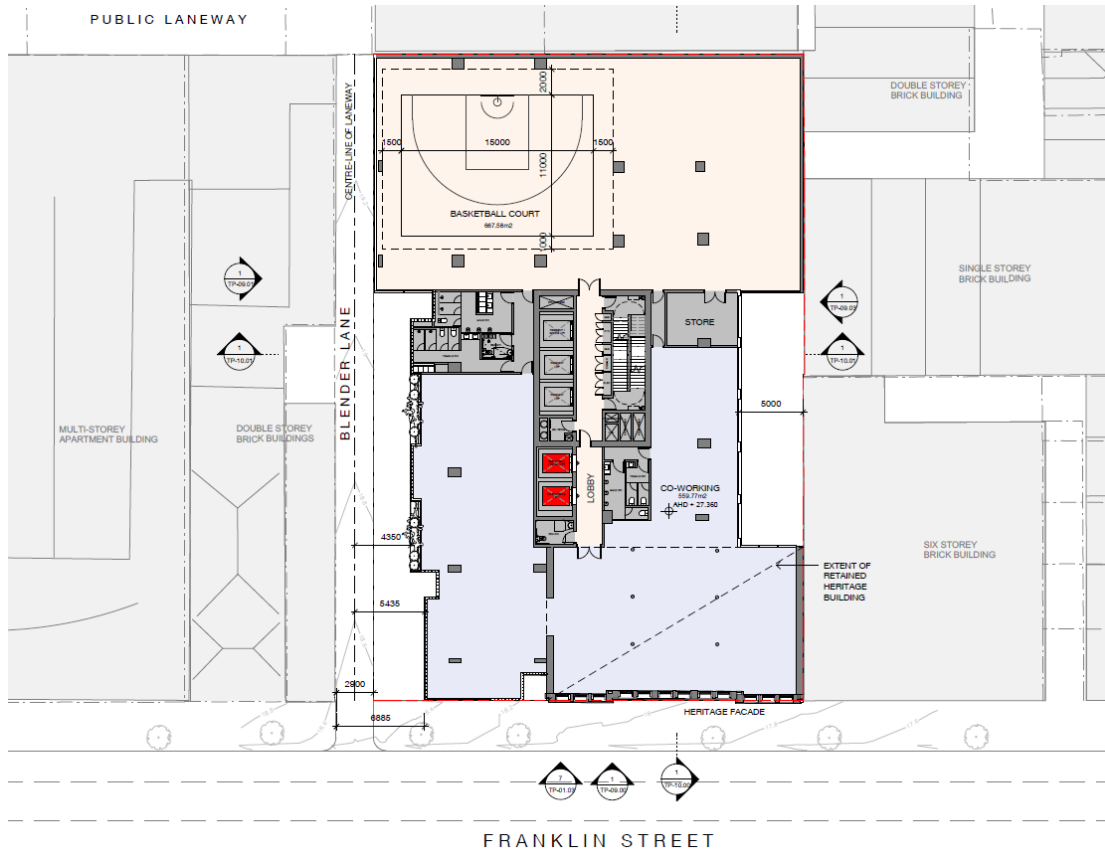 PUBLIC LANEWAY
CENTRE-LINE OF LANEWAY
DOUBLE STOREY
BRICK BUILDING
2000
1500
15000
1500
11000
BASKETBALL COURT
667.58m2
1000
1
TP-09.01
1
TP-10.01
SINGLE STOREY
BRICK BUILDING
1
TP-09.03
1
TP-10.01
STORE
BLENDER LANE
5000
MULTI-STOREY
APARTMENT BUILDING
DOUBLE STOREY
BRICK BUILDINGS
LOBBY
CO-WORKING
559.77m2
AHD + 27.360
4350
SIX STOREY
BRICK BUILDING
EXTENT OF
RETAINED
HERITAGE
BUILDING
5435
2900
6885
HERITAGE FACADE
7
TP-01.03
1
TP-09.00
1
TP-10.00
FRANKLIN STREET